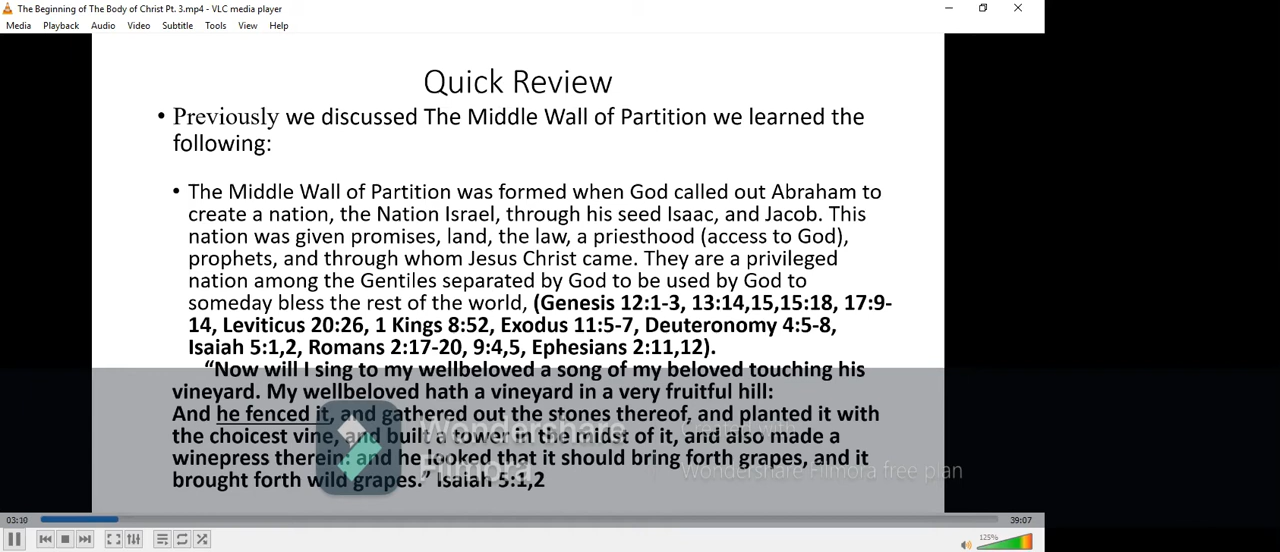 The Beginning of The Body of Christ Pt. 3.mp4 - VLC media player
Media Playback Audio Video Subtitle Tools View Help
Quick Review
• Previously we discussed The Middle Wall of Partition we learned the
following:
• The Middle Wall of Partition was formed when God called out Abraham to
create a nation, the Nation Israel, through his seed Isaac, and Jacob. This
nation was given promises, land, the law, a priesthood (access to God),
prophets, and through whom Jesus Christ came. They are a privileged
nation among the Gentiles separated by God to be used by God to
someday bless the rest of the world, (Genesis 12:1-3, 13:14,15,15:18, 17:9-
14, Leviticus 20:26, 1 Kings 8:52, Exodus 11:5-7, Deuteronomy 4:5-8,
Isaiah 5:1,2, Romans 2:17-20, 9:4,5, Ephesians 2:11,12).
“Now will I sing to my wellbeloved a song of my beloved touching his
vineyard. My wellbeloved hath a vineyard in a very fruitful hill:
And he fenced it, and gathered out the stones thereof, and planted it with
the choicest vine, and built a tower in the midst of it, and also made a
winepress therein: and he looked that it should bring forth grapes, and it
brought forth wild grapes.” Isaiah 5:1,2
Wondershare
Filmora
Created with
Wondershare Filmora free plan
03:10 39:07
125%